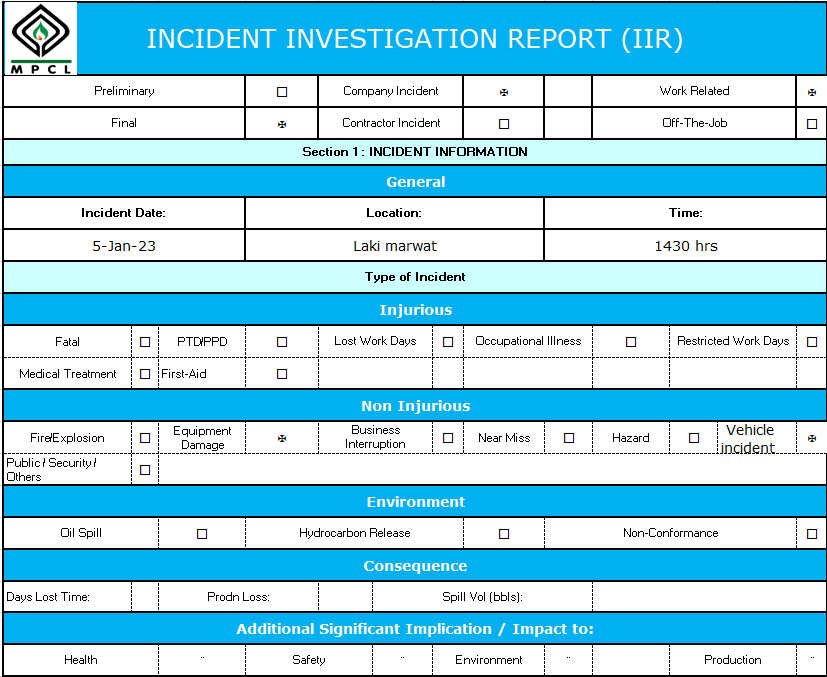 MPCL
INCIDENT INVESTIGATION REPORT (IIR)
Preliminary ☐ Company Incident ✠ Work Related ✠
Final ✠ Contractor Incident ☐ Off-The-Job ☐
Section 1: INCIDENT INFORMATION
General
Incident Date: Location: Time:
5-Jan-23 Laki marwat 1430 hrs
Type of Incident
Injurious
Fatal ☐ PTD/PPD ☐ Lost Work Days ☐ Occupational Illness ☐ Restricted Work Days ☐
Medical Treatment ☐ First-Aid ☐
Non Injurious
Fire/Explosion ☐ Equipment Damage ✠ Business Interruption ☐ Near Miss ☐ Hazard ☐ Vehicle incident ✠
Public / Security / Others ☐
Environment
Oil Spill ☐ Hydrocarbon Release ☐ Non-Conformance ☐
Consequence
Days Lost Time: Prodn Loss: Spill Vol (bbls):
Additional Significant Implication / Impact to:
Health ¨ Safety ¨ Environment ¨ Production ¨